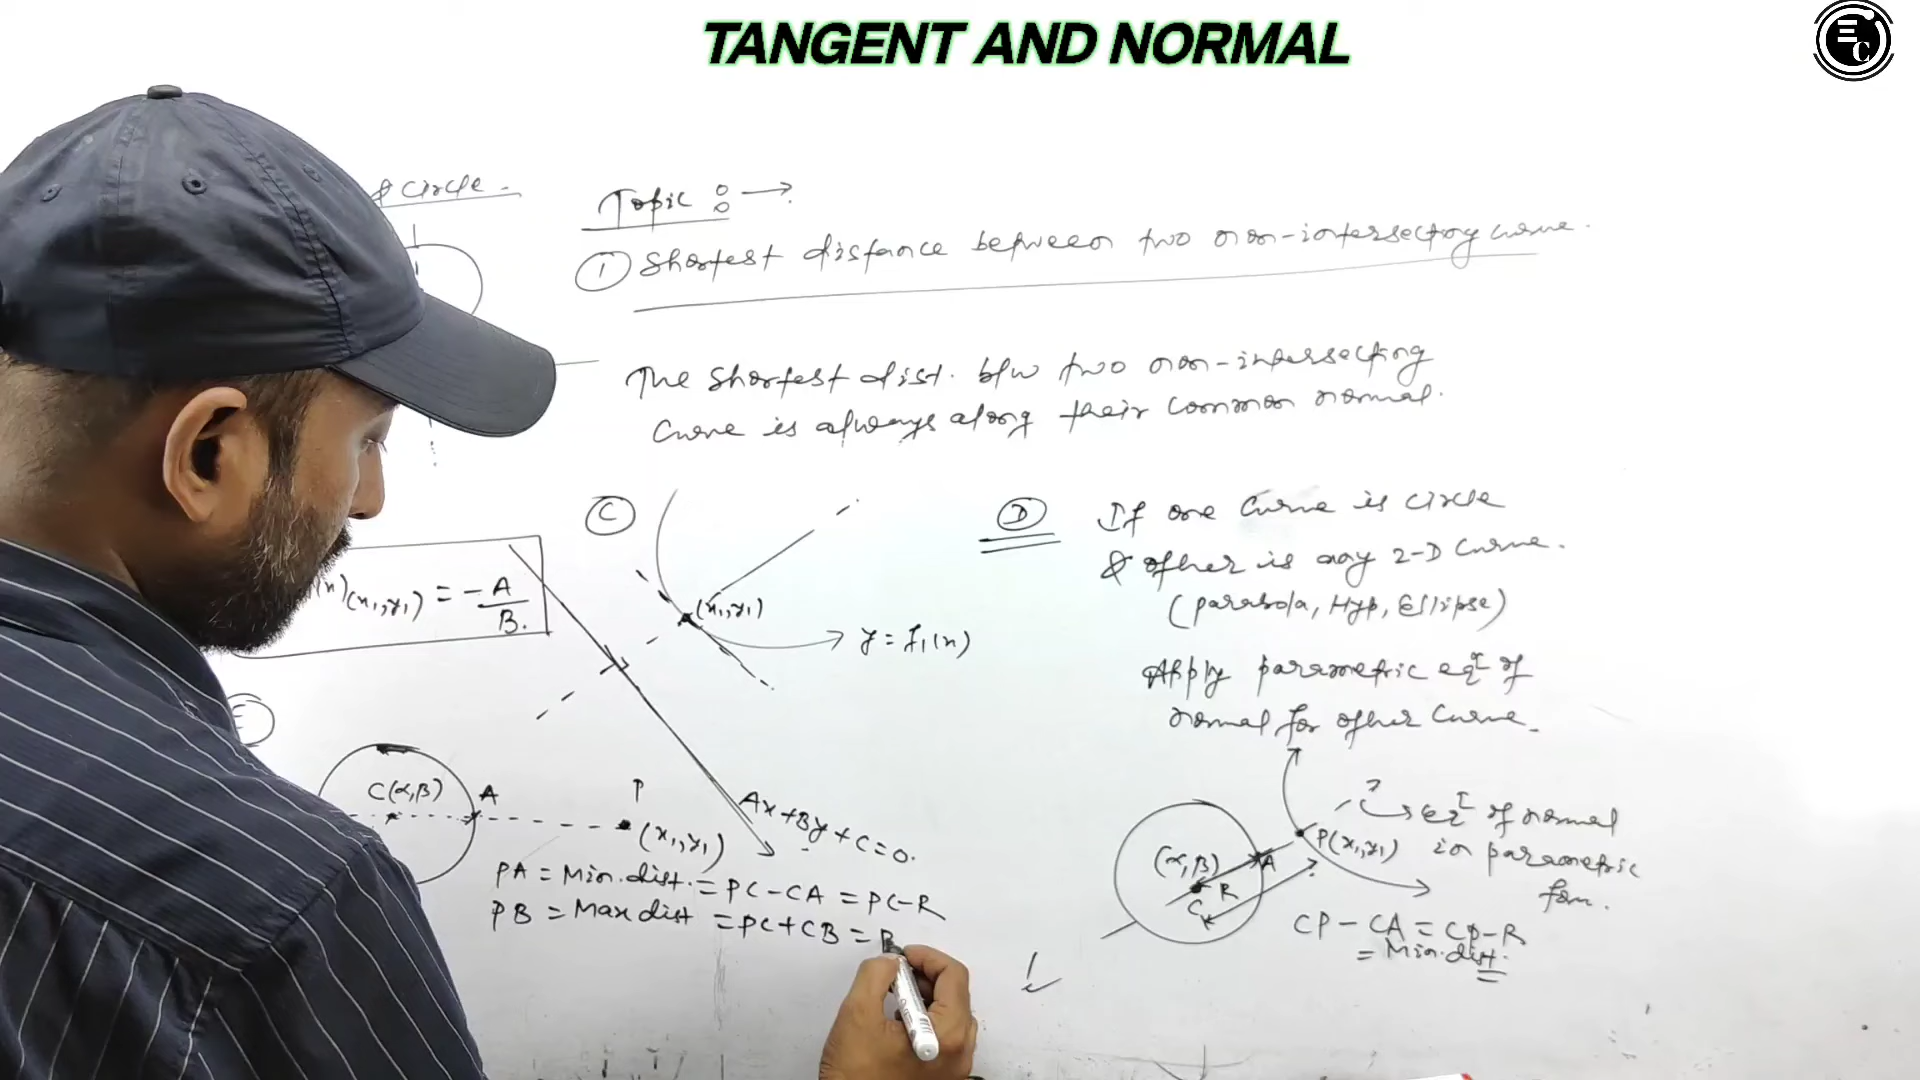 TANGENT AND NORMAL
EC
& Circle.
Topic :→
① Shortest distance between two non-intersecting curve.
The shortest dist. b/w two non-intersecting
curve is always along their common normal.
(x₁,y₁) = -A/B.
Ⓒ
(x₁,y₁)
y = f₁(x)
Ax+By+C=0.
Ⓓ If one curve is circle
& other is any 2-D curve.
(parabola, Hyp, Ellipse)
Apply parametric eqⁿ of
normal for other curve.
(α,β)
R
C
A
P(x₁,y₁)
? eqⁿ of normal
in parametric
form.
CP - CA = CP-R
= Min. dist.
Ⓔ
C(α,β)
A
P
(x₁,y₁)
PA = Min. dist. = PC - CA = PC-R
PB = Max dist = PC+CB = P